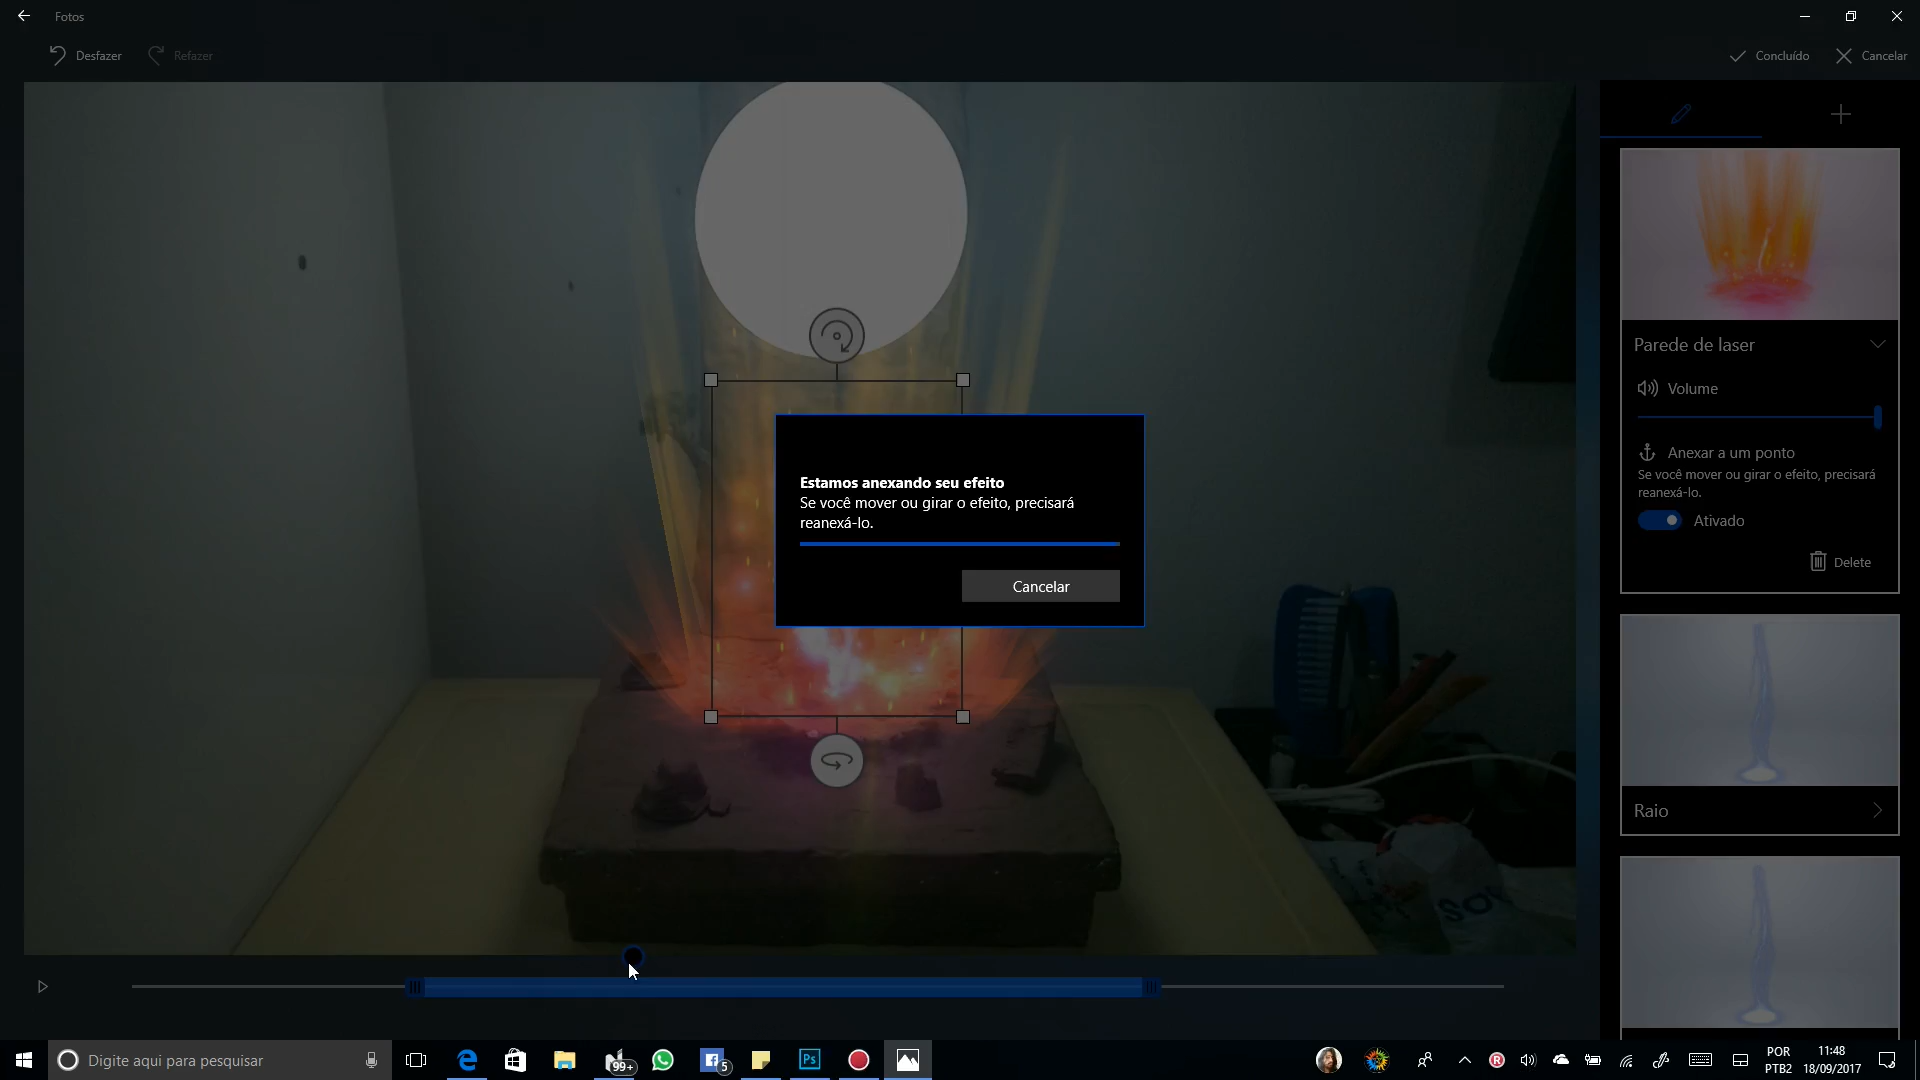 Fotos
Desfazer
Refazer
Concluído
Cancelar
Parede de laser
Volume
Anexar a um ponto
Se você mover ou girar o efeito, precisará
reanexá-lo.
Ativado
Delete
Raio
Estamos anexando seu efeito
Se você mover ou girar o efeito, precisará
reanexá-lo.
Cancelar
SOU
Digite aqui para pesquisar
99+
5
Ps
R
POR
PTB2
11:48
18/09/2017